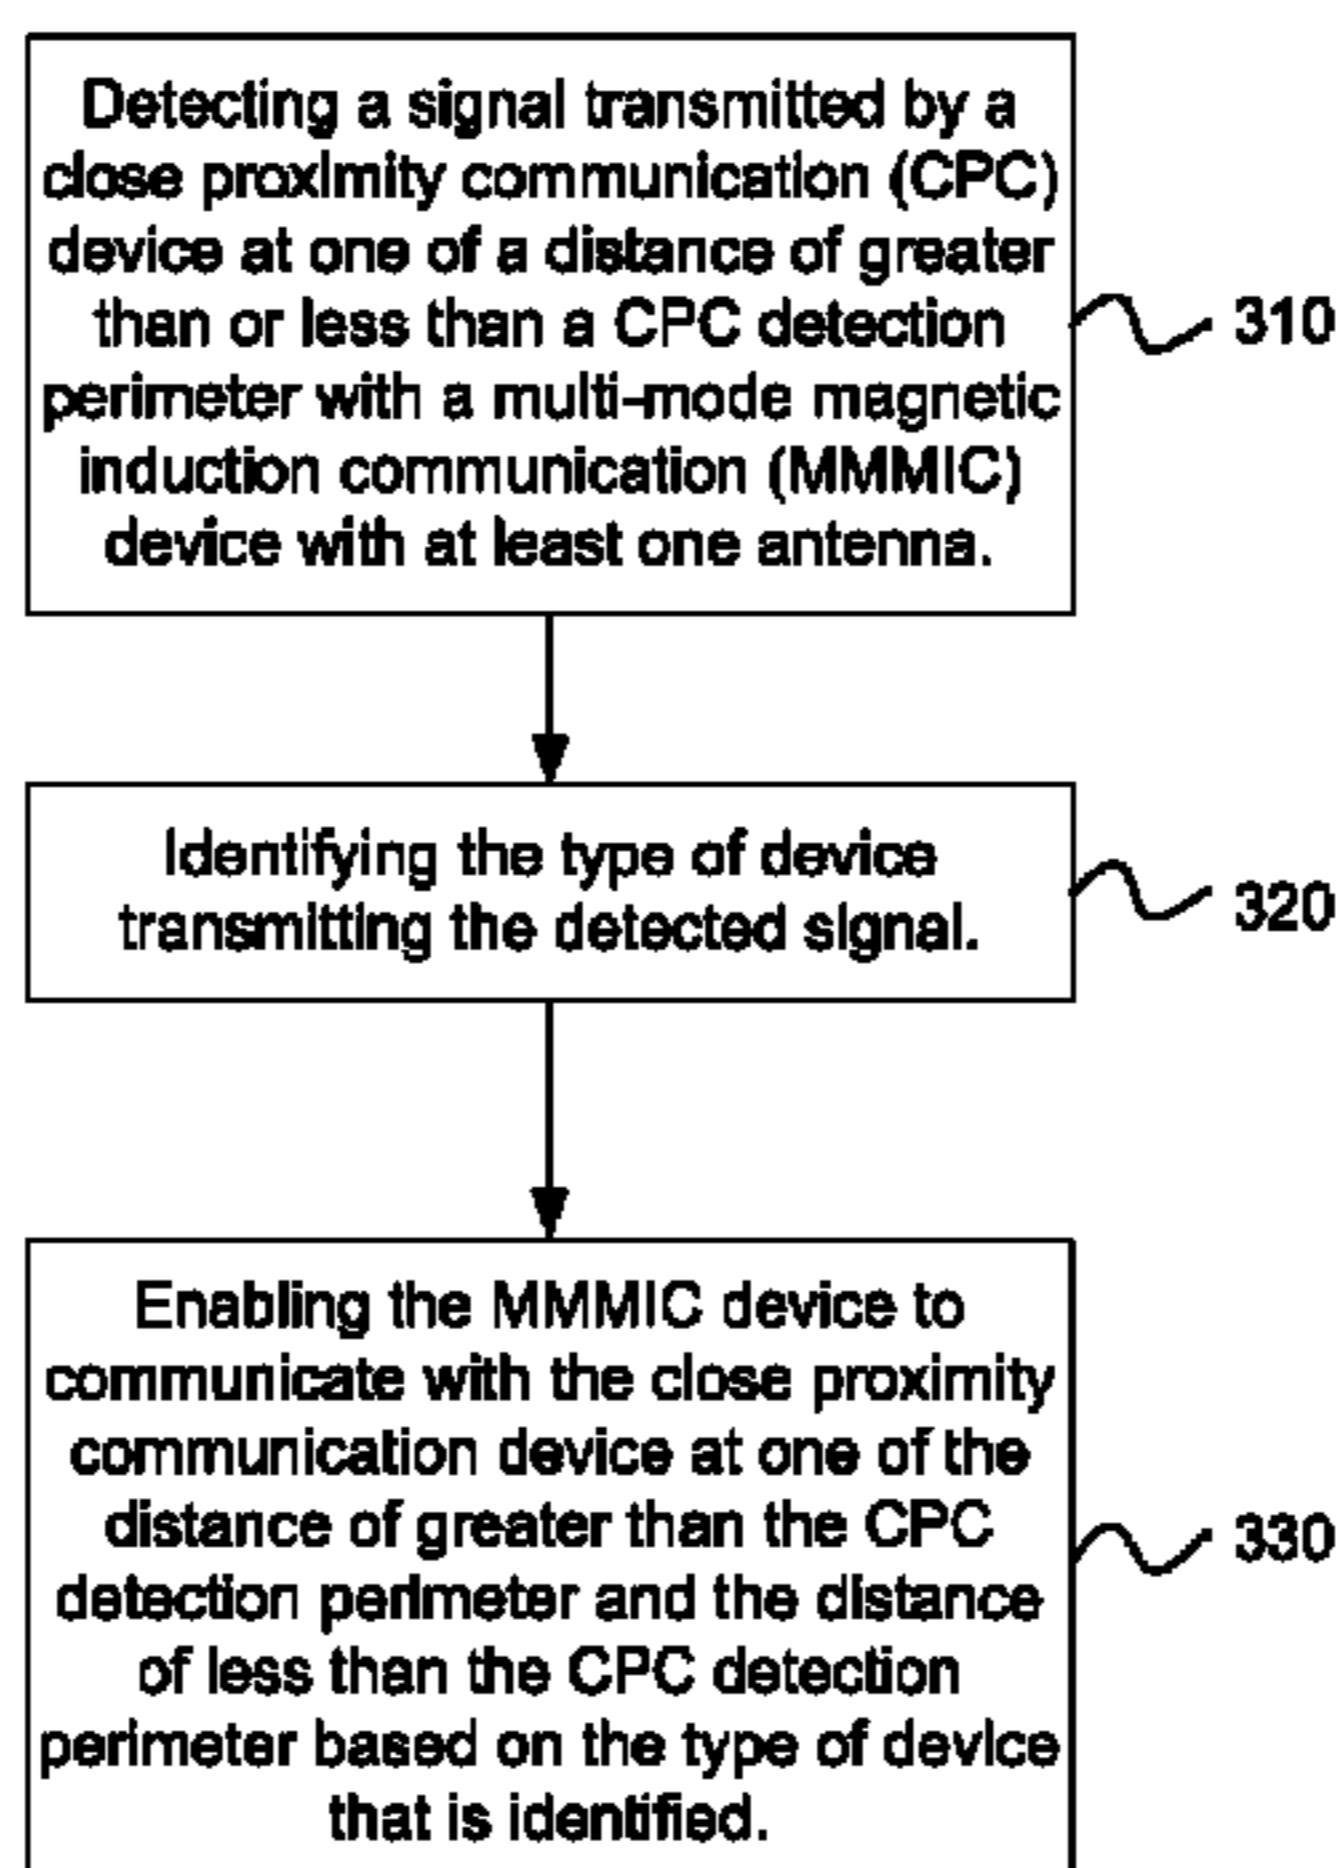 Detecting a signal transmitted by a
close proximity communication (CPC)
device at one of a distance of greater
than or less than a CPC detection
perimeter with a multi-mode magnetic
induction communication (MMMIC)
device with at least one antenna.
310
Identifying the type of device
transmitting the detected signal.
320
Enabling the MMMIC device to
communicate with the close proximity
communication device at one of the
distance of greater than the CPC
detection perimeter and the distance
of less than the CPC detection
perimeter based on the type of device
that is identified.
330